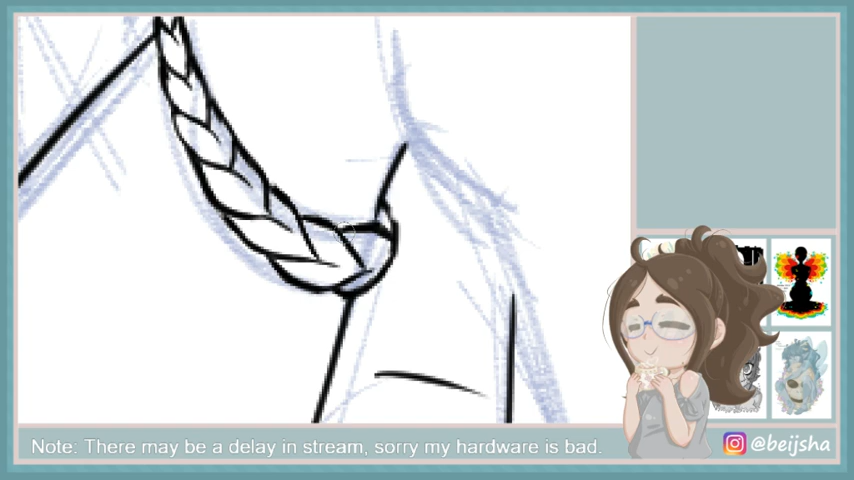 Note: There may be a delay in stream, sorry my hardware is bad.
@beijsha